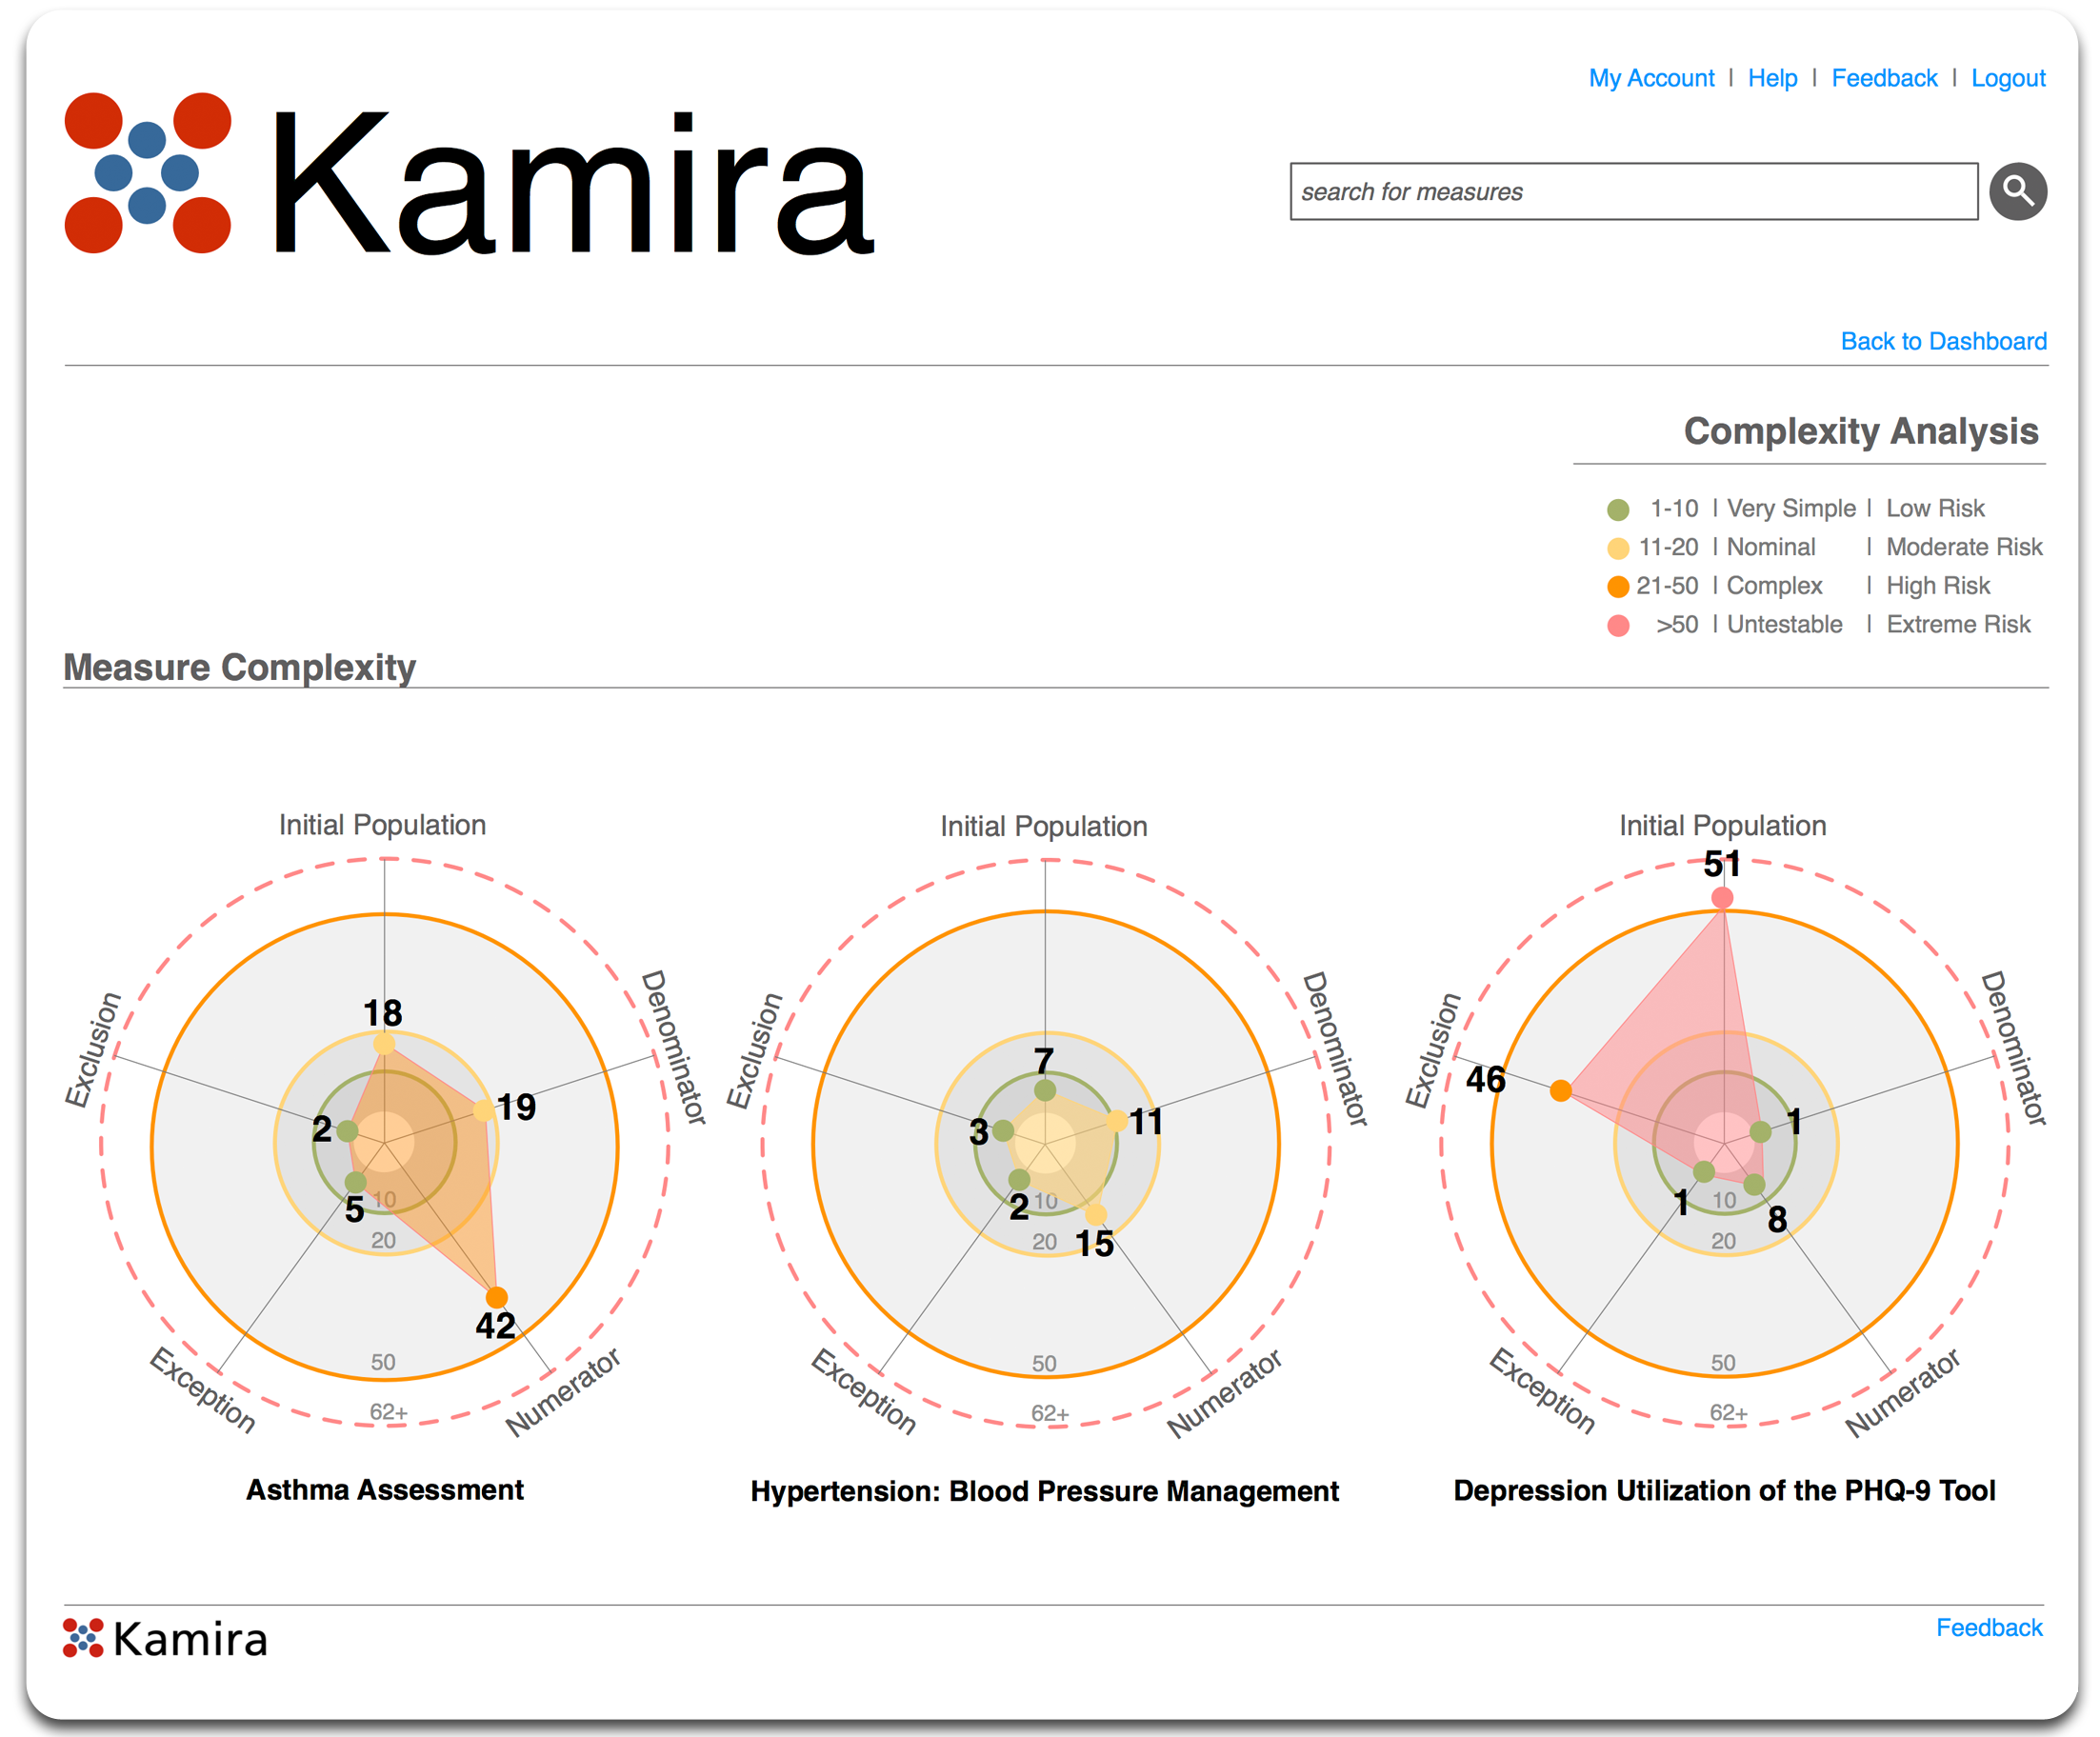 My Account | Help | Feedback | Logout
Kamira
search for measures
Back to Dashboard
Complexity Analysis
1-10 | Very Simple | Low Risk
11-20 | Nominal | Moderate Risk
21-50 | Complex | High Risk
>50 | Untestable | Extreme Risk
Measure Complexity
Initial Population
Denominator
Numerator
Exception
Exclusion
18
19
42
5
2
10
20
50
62+
Asthma Assessment
Initial Population
Denominator
Numerator
Exception
Exclusion
7
11
15
2
3
10
20
50
62+
Hypertension: Blood Pressure Management
Initial Population
Denominator
Numerator
Exception
Exclusion
51
1
8
1
46
10
20
50
62+
Depression Utilization of the PHQ-9 Tool
Kamira
Feedback